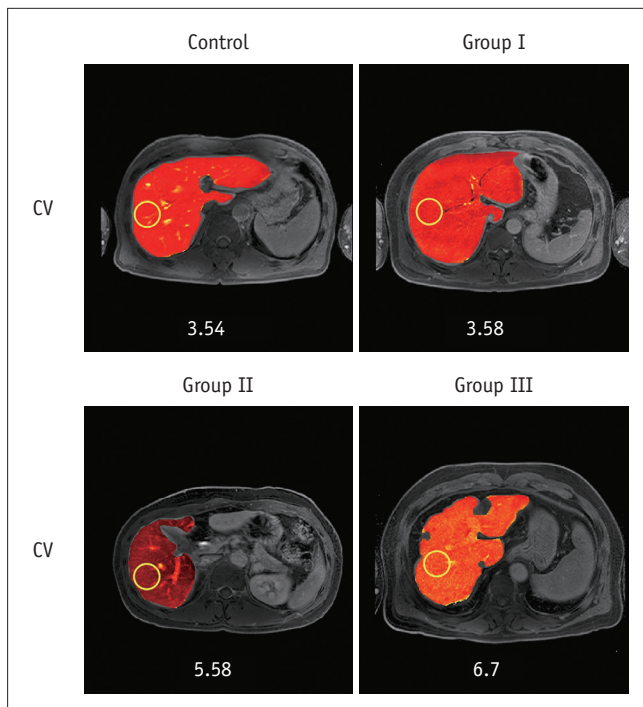 Control Group I
CV
3.54 3.58
Group II Group III
CV
5.58 6.7